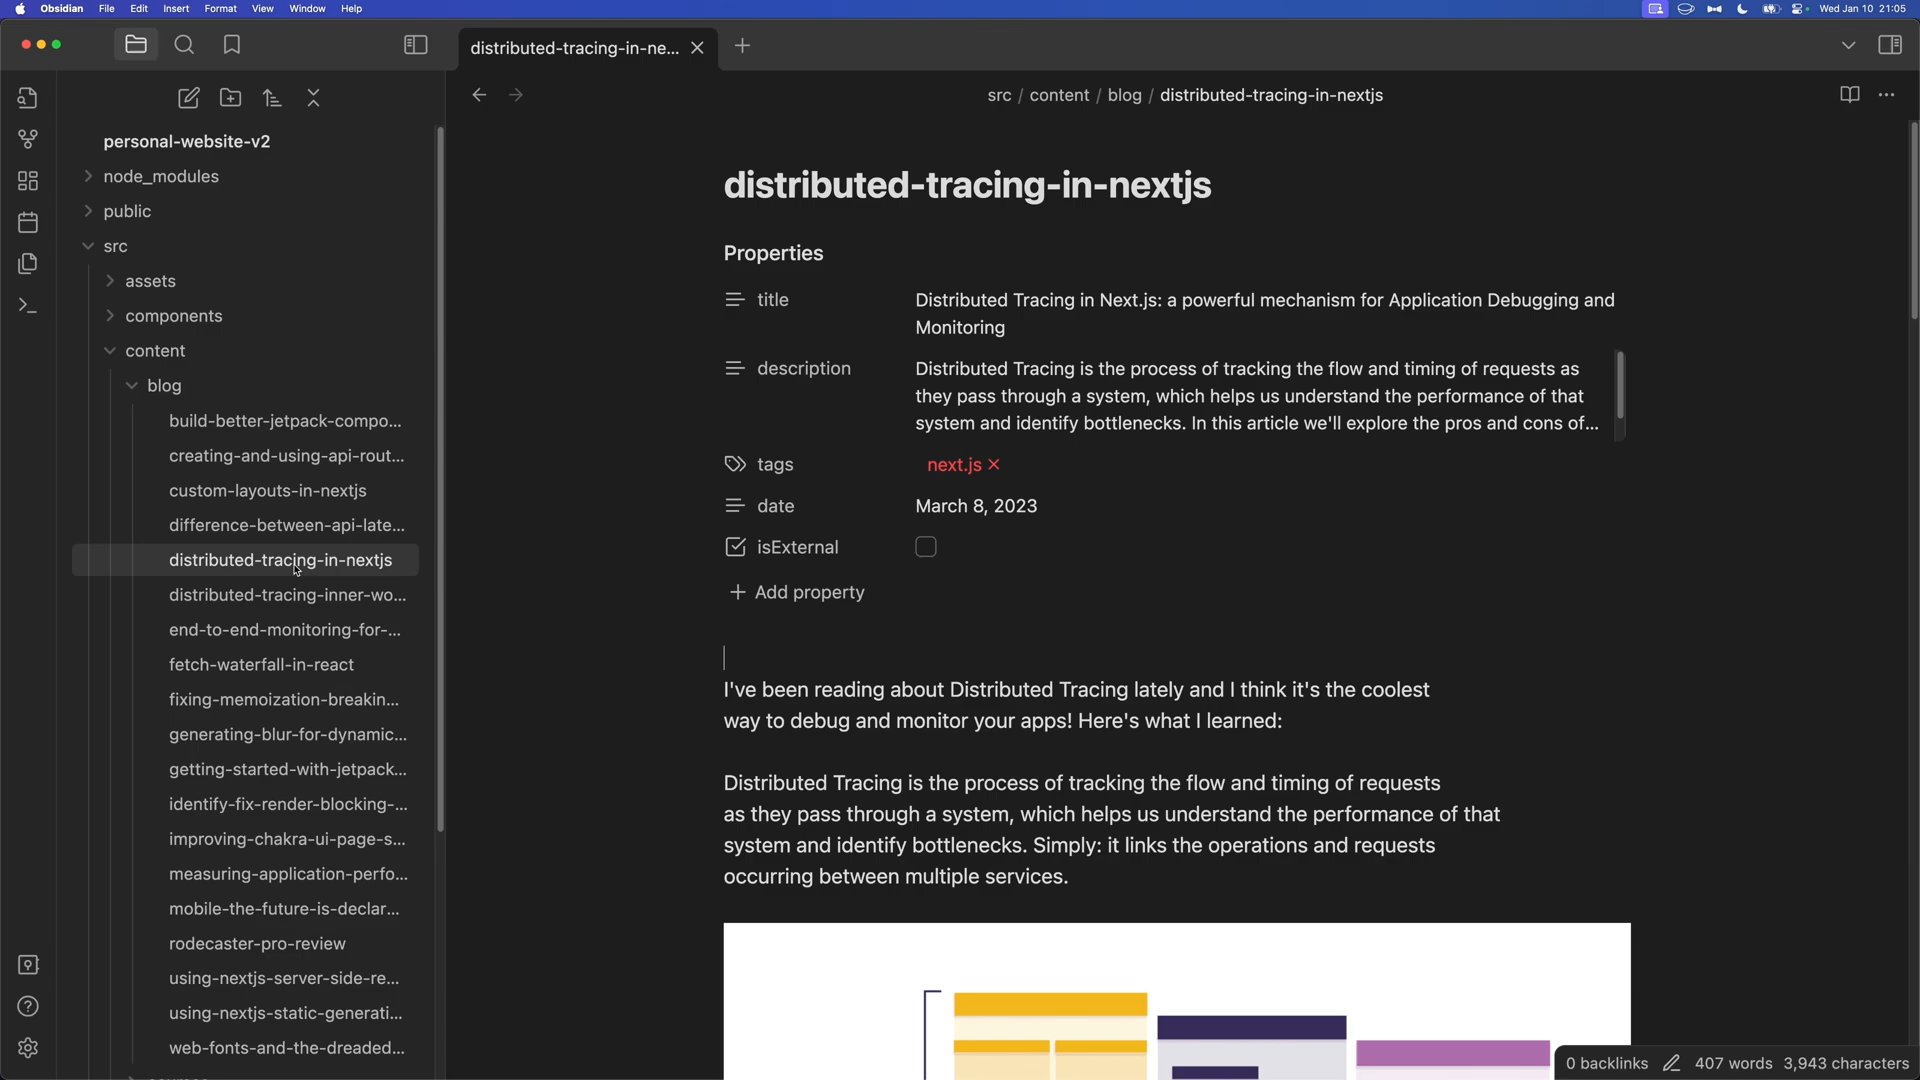 Obsidian File Edit Insert Format View Window Help
Wed Jan 10 21:05
distributed-tracing-in-ne...
src / content / blog / distributed-tracing-in-nextjs
personal-website-v2
node_modules
public
src
assets
components
content
blog
build-better-jetpack-compo...
creating-and-using-api-rout...
custom-layouts-in-nextjs
difference-between-api-late...
distributed-tracing-in-nextjs
distributed-tracing-inner-wo...
end-to-end-monitoring-for-...
fetch-waterfall-in-react
fixing-memoization-breakin...
generating-blur-for-dynamic...
getting-started-with-jetpack...
identify-fix-render-blocking-...
improving-chakra-ui-page-s...
measuring-application-perfo...
mobile-the-future-is-declar...
rodecaster-pro-review
using-nextjs-server-side-re...
using-nextjs-static-generati...
web-fonts-and-the-dreaded...
distributed-tracing-in-nextjs
Properties
title
Distributed Tracing in Next.js: a powerful mechanism for Application Debugging and
Monitoring
description
Distributed Tracing is the process of tracking the flow and timing of requests as
they pass through a system, which helps us understand the performance of that
system and identify bottlenecks. In this article we'll explore the pros and cons of...
tags
next.js
date
March 8, 2023
isExternal
Add property
I've been reading about Distributed Tracing lately and I think it's the coolest
way to debug and monitor your apps! Here's what I learned:
Distributed Tracing is the process of tracking the flow and timing of requests
as they pass through a system, which helps us understand the performance of that
system and identify bottlenecks. Simply: it links the operations and requests
occurring between multiple services.
0 backlinks 407 words 3,943 characters